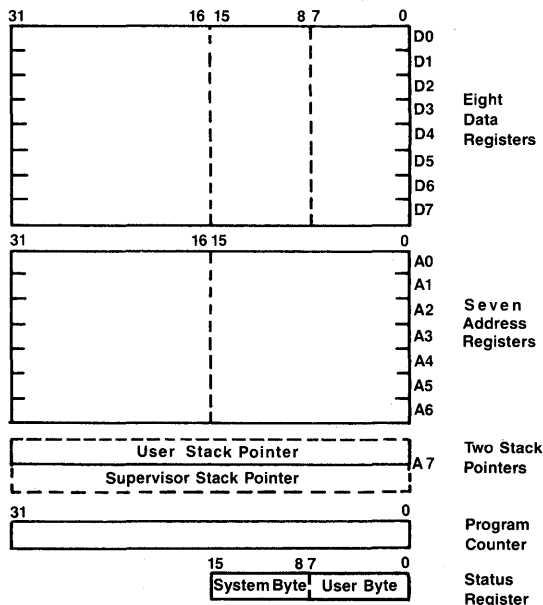 31 16 15 8 7 0
D0
D1
D2
D3
D4
D5
D6
D7
Eight
Data
Registers
31 16 15 0
A0
A1
A2
A3
A4
A5
A6
Seven
Address
Registers
User Stack Pointer
Supervisor Stack Pointer
A7
Two Stack
Pointers
31 0
Program
Counter
15 8 7 0
System Byte User Byte
Status
Register